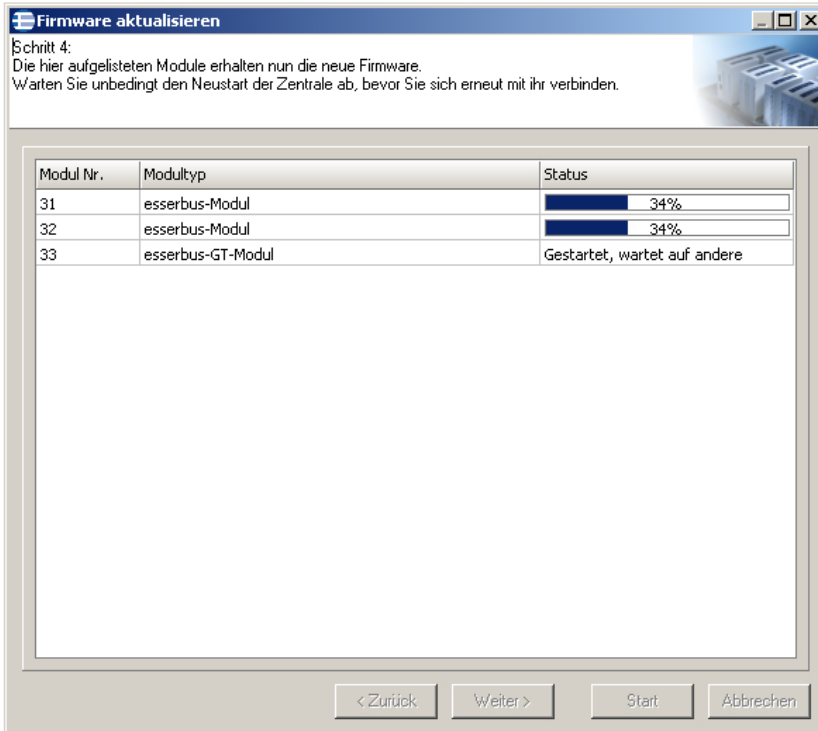 Firmware aktualisieren
Schritt 4:
Die hier aufgelisteten Module erhalten nun die neue Firmware.
Warten Sie unbedingt den Neustart der Zentrale ab, bevor Sie sich erneut mit ihr verbinden.
Modul Nr. Modultyp Status
31 esserbus-Modul 34%
32 esserbus-Modul 34%
33 esserbus-GT-Modul Gestartet, wartet auf andere
< Zurück Weiter > Start Abbrechen